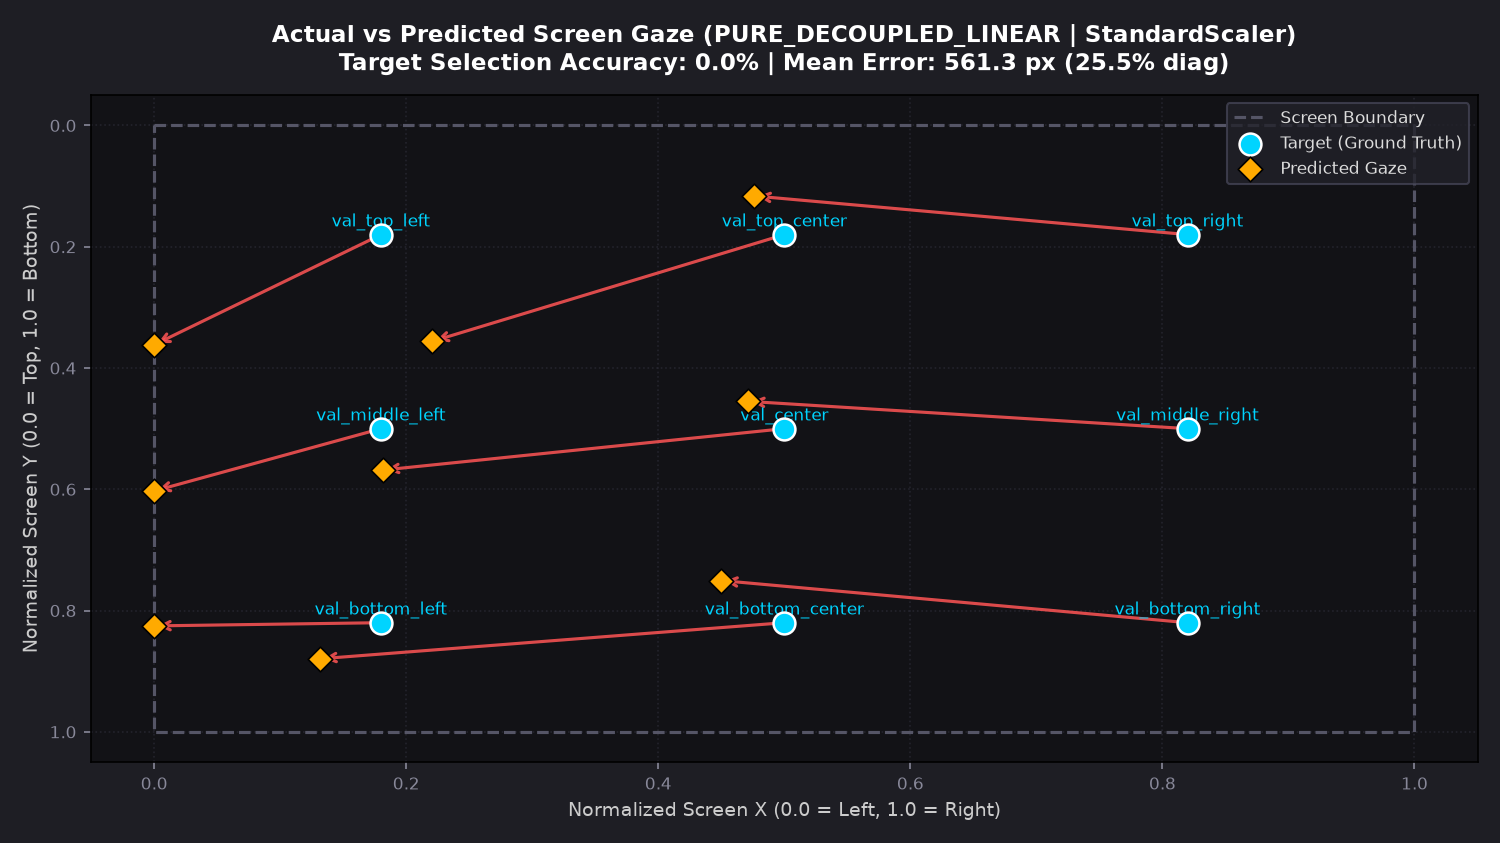 Actual vs Predicted Screen Gaze (PURE_DECOUPLED_LINEAR | StandardScaler)
Target Selection Accuracy: 0.0% | Mean Error: 561.3 px (25.5% diag)
Screen Boundary
Target (Ground Truth)
Predicted Gaze
val_top_left
val_top_center
val_top_right
val_middle_left
val_center
val_middle_right
val_bottom_left
val_bottom_center
val_bottom_right
Normalized Screen Y (0.0 = Top, 1.0 = Bottom)
0.0
0.2
0.4
0.6
0.8
1.0
0.0
0.2
0.4
0.6
0.8
1.0
Normalized Screen X (0.0 = Left, 1.0 = Right)